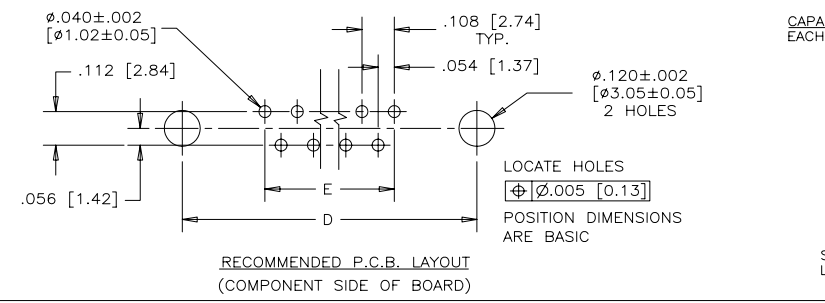 ø.040±.002
[ø1.02±0.05]
.108 [2.74]
TYP.
CAPA
EACH
.112 [2.84]
.054 [1.37]
ø.120±.002
[ø3.05±0.05]
2 HOLES
LOCATE HOLES
⌖ Ø.005 [0.13]
E
.056 [1.42]
POSITION DIMENSIONS
ARE BASIC
D
RECOMMENDED P.C.B. LAYOUT
(COMPONENT SIDE OF BOARD)
S
L